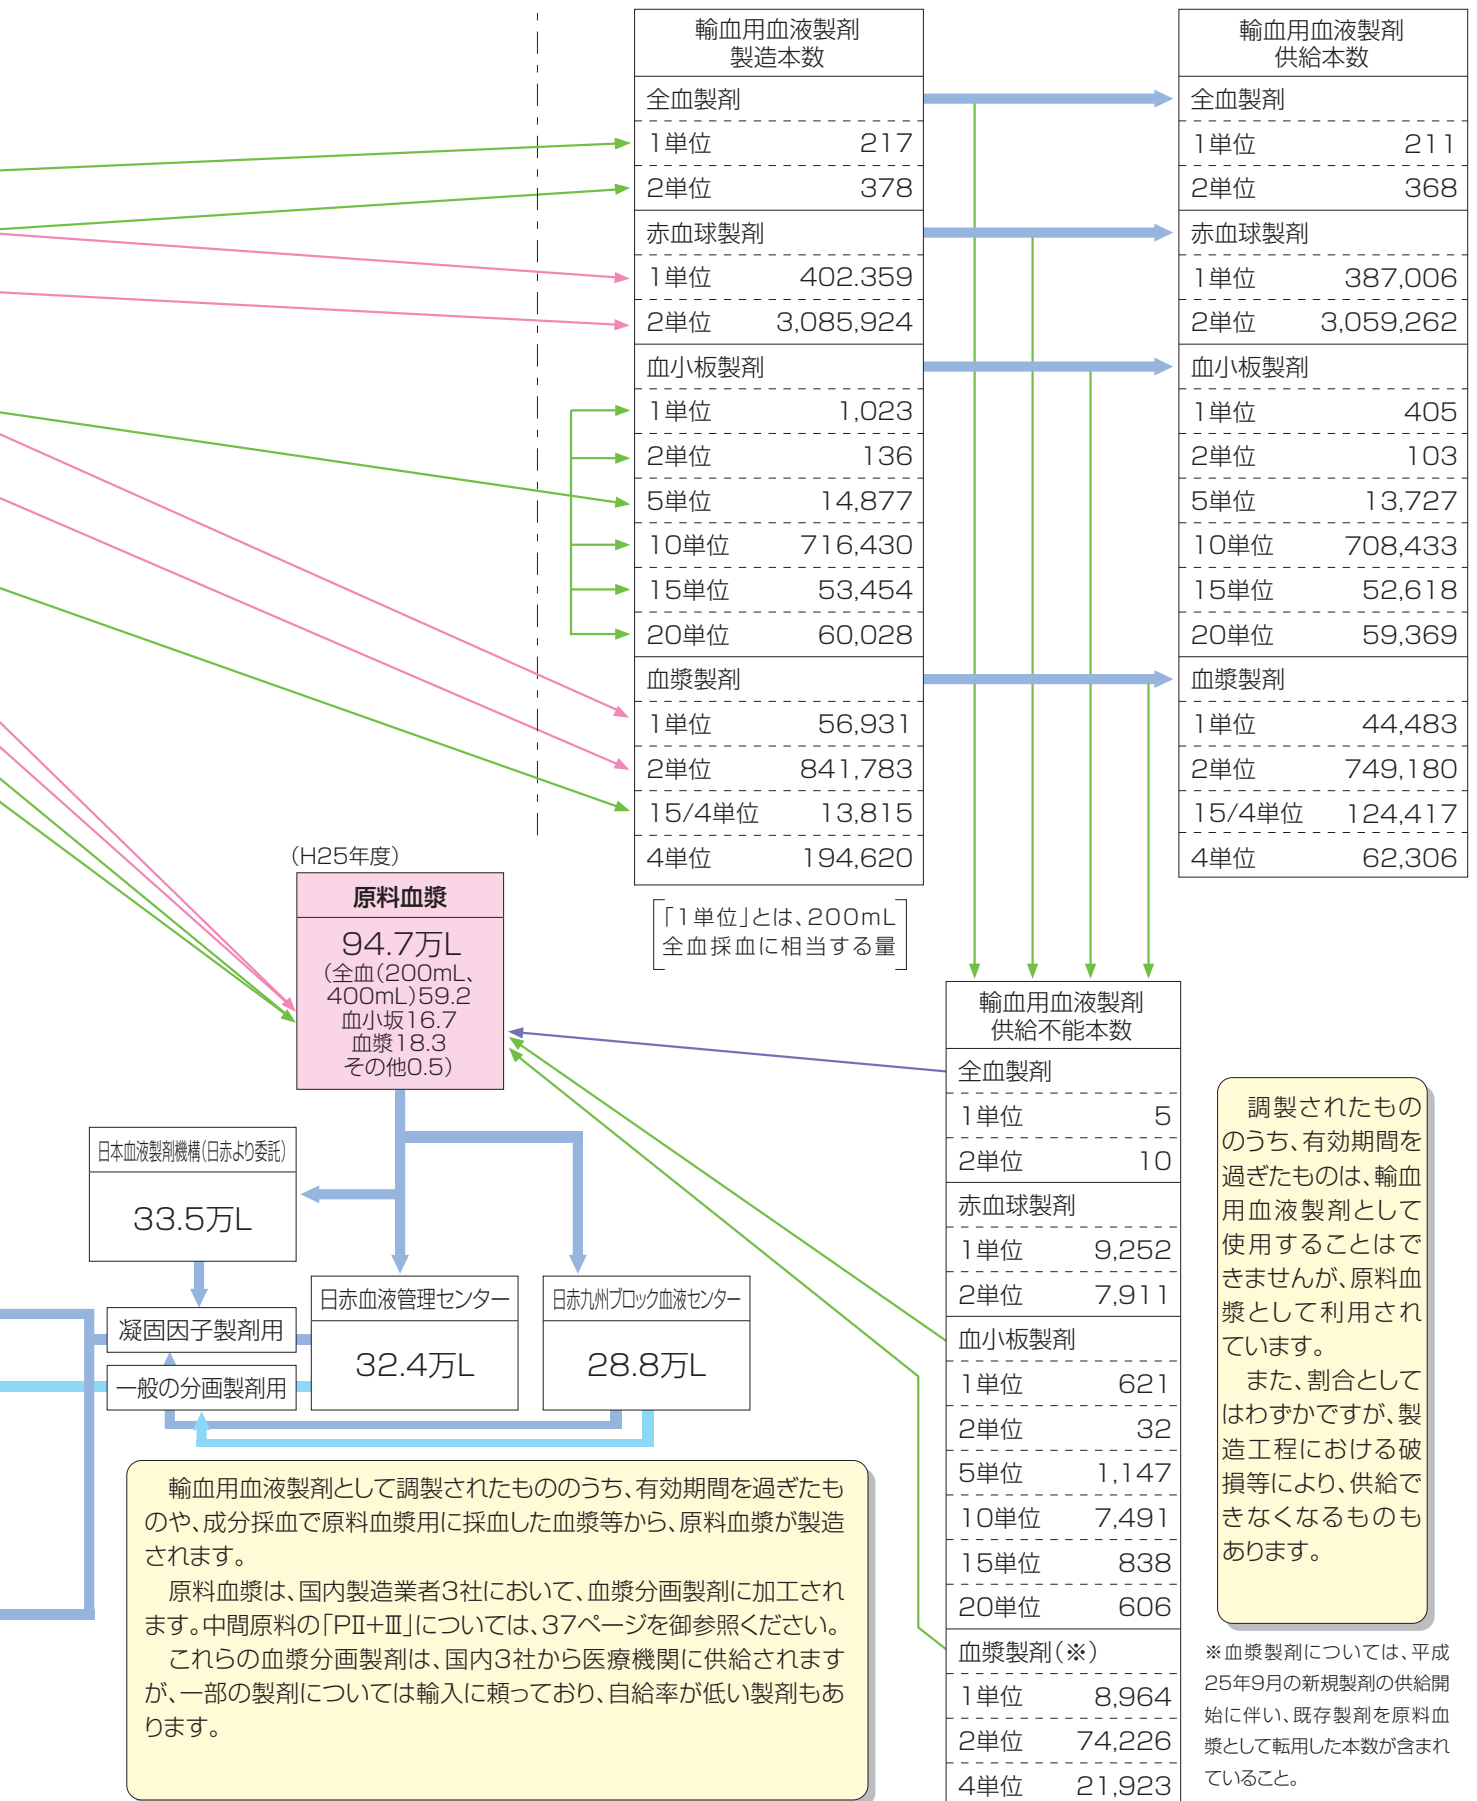 輸血用血液製剤
製造本数
全血製剤
1単位 217
2単位 378
赤血球製剤
1単位 402.359
2単位 3,085,924
血小板製剤
1単位 1,023
2単位 136
5単位 14,877
10単位 716,430
15単位 53,454
20単位 60,028
血漿製剤
1単位 56,931
2単位 841,783
15/4単位 13,815
4単位 194,620
「1単位」とは、200mL
全血採血に相当する量
輸血用血液製剤
供給本数
全血製剤
1単位 211
2単位 368
赤血球製剤
1単位 387,006
2単位 3,059,262
血小板製剤
1単位 405
2単位 103
5単位 13,727
10単位 708,433
15単位 52,618
20単位 59,369
血漿製剤
1単位 44,483
2単位 749,180
15/4単位 124,417
4単位 62,306
(H25年度)
原料血漿
94.7万L
(全血(200mL、
400mL)59.2
血小坂16.7
血漿18.3
その他0.5)
日本血液製剤機構(日赤より委託)
33.5万L
凝固因子製剤用
一般の分画製剤用
日赤血液管理センター
32.4万L
日赤九州ブロック血液センター
28.8万L
輸血用血液製剤
供給不能本数
全血製剤
1単位 5
2単位 10
赤血球製剤
1単位 9,252
2単位 7,911
血小板製剤
1単位 621
2単位 32
5単位 1,147
10単位 7,491
15単位 838
20単位 606
血漿製剤(※)
1単位 8,964
2単位 74,226
4単位 21,923
調製されたもの
のうち、有効期間を
過ぎたものは、輸血
用血液製剤として
使用することはで
きませんが、原料血
漿として利用され
ています。
また、割合として
はわずかですが、製
造工程における破
損等により、供給で
きなくなるものも
あります。
※血漿製剤については、平成
25年9月の新規製剤の供給開
始に伴い、既存製剤を原料血
漿として転用した本数が含まれ
ていること。
輸血用血液製剤として調製されたもののうち、有効期間を過ぎたも
のや、成分採血で原料血漿用に採血した血漿等から、原料血漿が製造
されます。
原料血漿は、国内製造業者3社において、血漿分画製剤に加工され
ます。中間原料の「PⅡ+Ⅲ」については、37ページを御参照ください。
これらの血漿分画製剤は、国内3社から医療機関に供給されます
が、一部の製剤については輸入に頼っており、自給率が低い製剤もあ
ります。